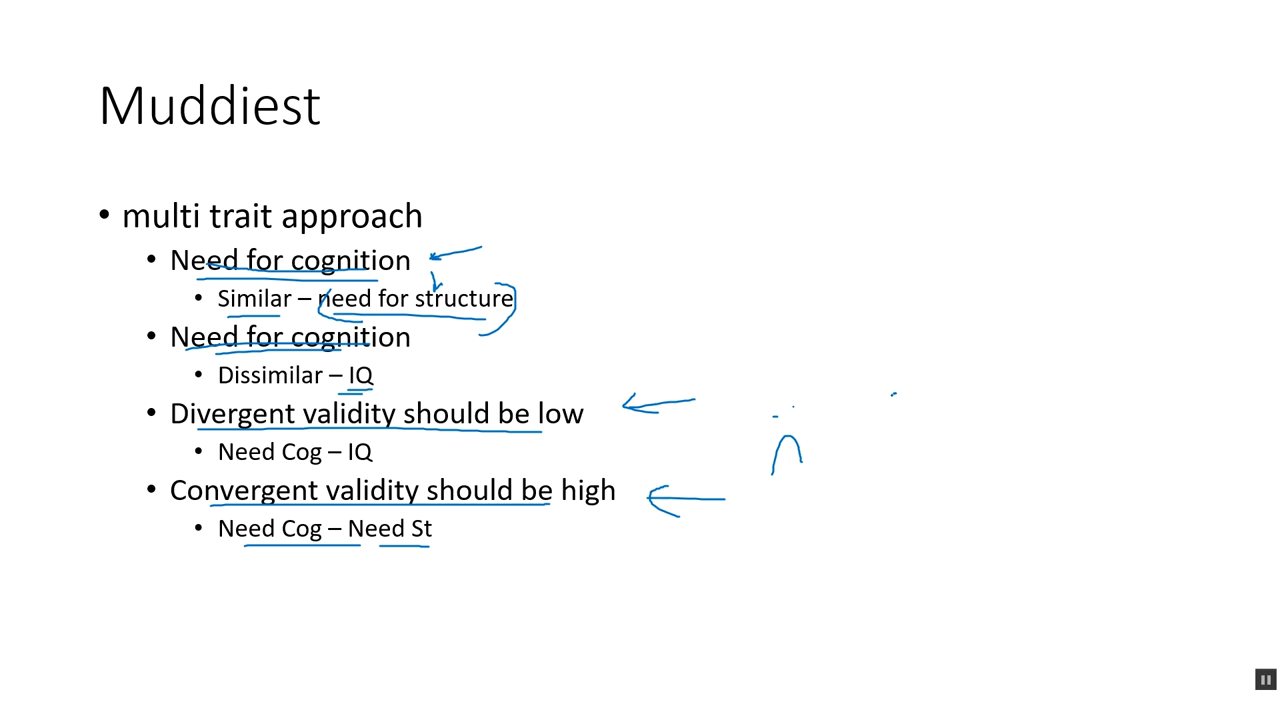 Muddiest
• multi trait approach
• Need for cognition
• Similar – need for structure
• Need for cognition
• Dissimilar – IQ
• Divergent validity should be low
• Need Cog – IQ
• Convergent validity should be high
• Need Cog – Need St